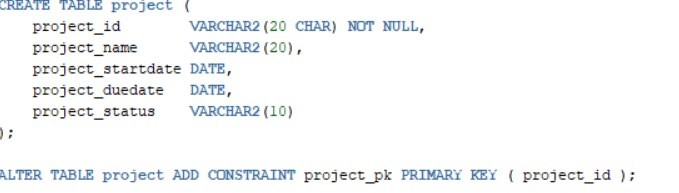 CREATE TABLE project (
project_id VARCHAR2(20 CHAR) NOT NULL,
project_name VARCHAR2(20),
project_startdate DATE,
project_duedate DATE,
project_status VARCHAR2(10)
);
ALTER TABLE project ADD CONSTRAINT project_pk PRIMARY KEY ( project_id );